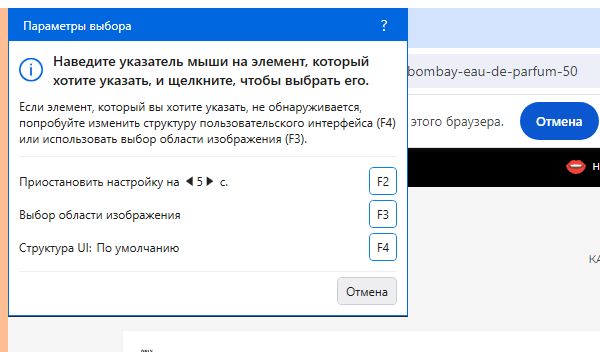 Параметры выбора
?
Наведите указатель мыши на элемент, который
хотите указать, и щелкните, чтобы выбрать его.
bombay-eau-de-parfum-50
Если элемент, который вы хотите указать, не обнаруживается,
попробуйте изменить структуру пользовательского интерфейса (F4)
или использовать выбор области изображения (F3).
этого браузера.
Отмена
Приостановить настройку на 5 с.
F2
Выбор области изображения
F3
Структура UI: По умолчанию
F4
Отмена